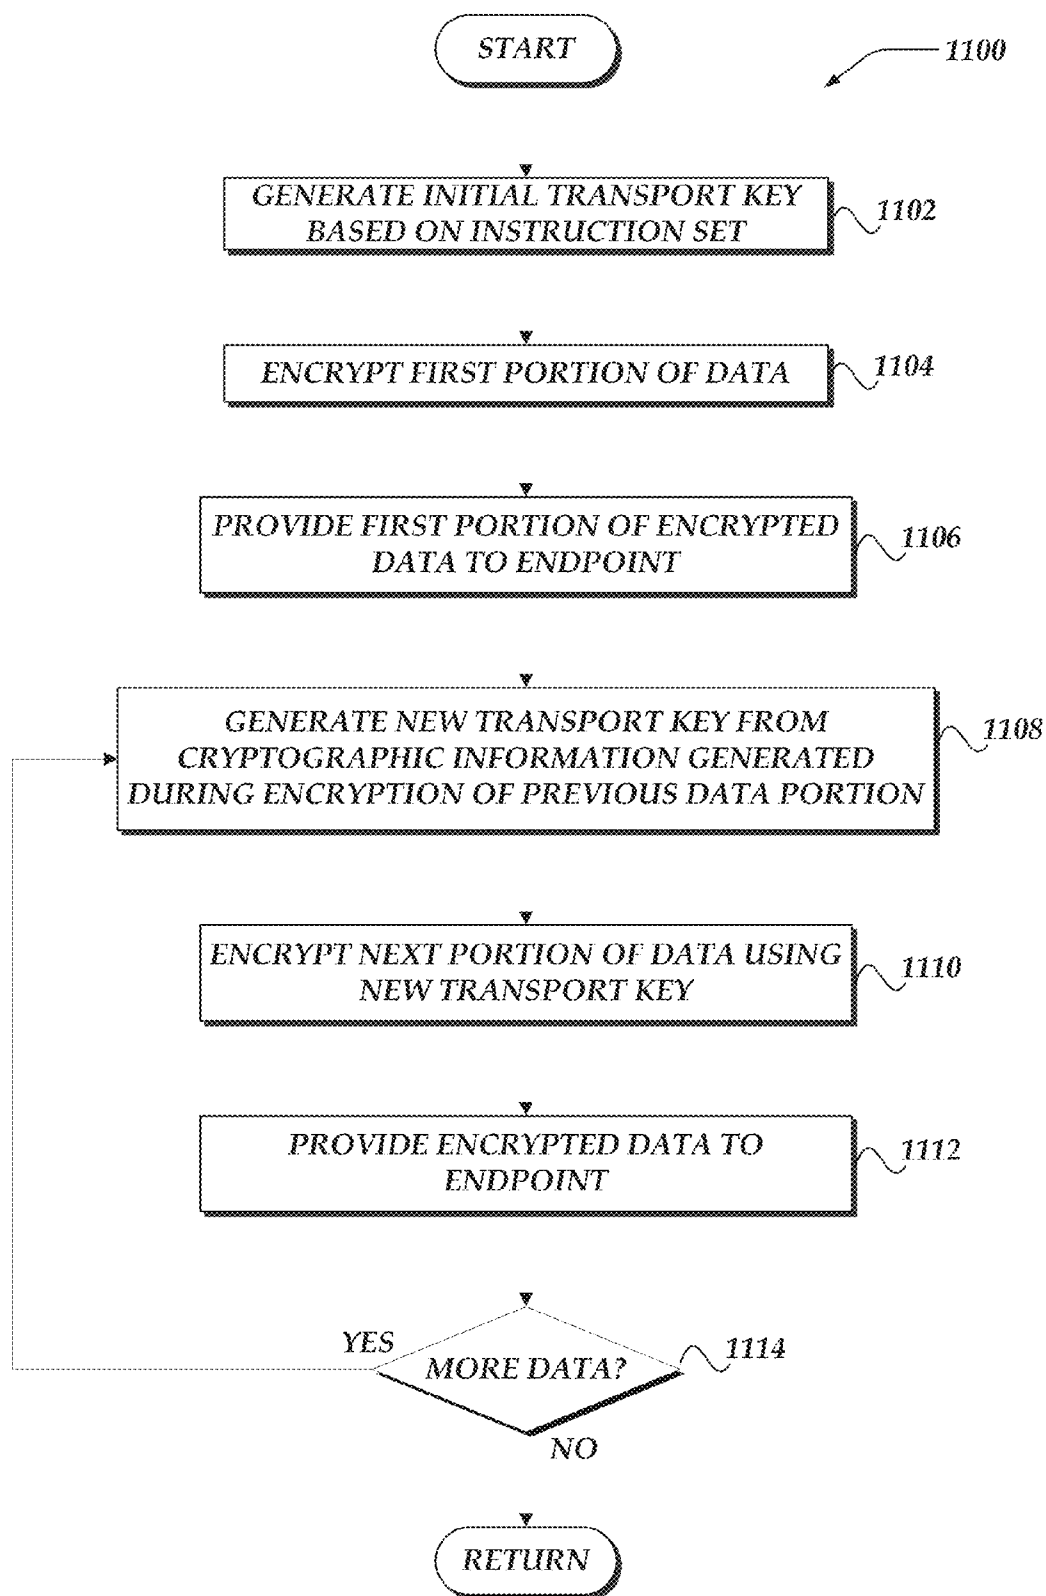 START
1100
GENERATE INITIAL TRANSPORT KEY
BASED ON INSTRUCTION SET
1102
ENCRYPT FIRST PORTION OF DATA
1104
PROVIDE FIRST PORTION OF ENCRYPTED
DATA TO ENDPOINT
1106
GENERATE NEW TRANSPORT KEY FROM
CRYPTOGRAPHIC INFORMATION GENERATED
DURING ENCRYPTION OF PREVIOUS DATA PORTION
1108
ENCRYPT NEXT PORTION OF DATA USING
NEW TRANSPORT KEY
1110
PROVIDE ENCRYPTED DATA TO
ENDPOINT
1112
YES
MORE DATA?
1114
NO
RETURN